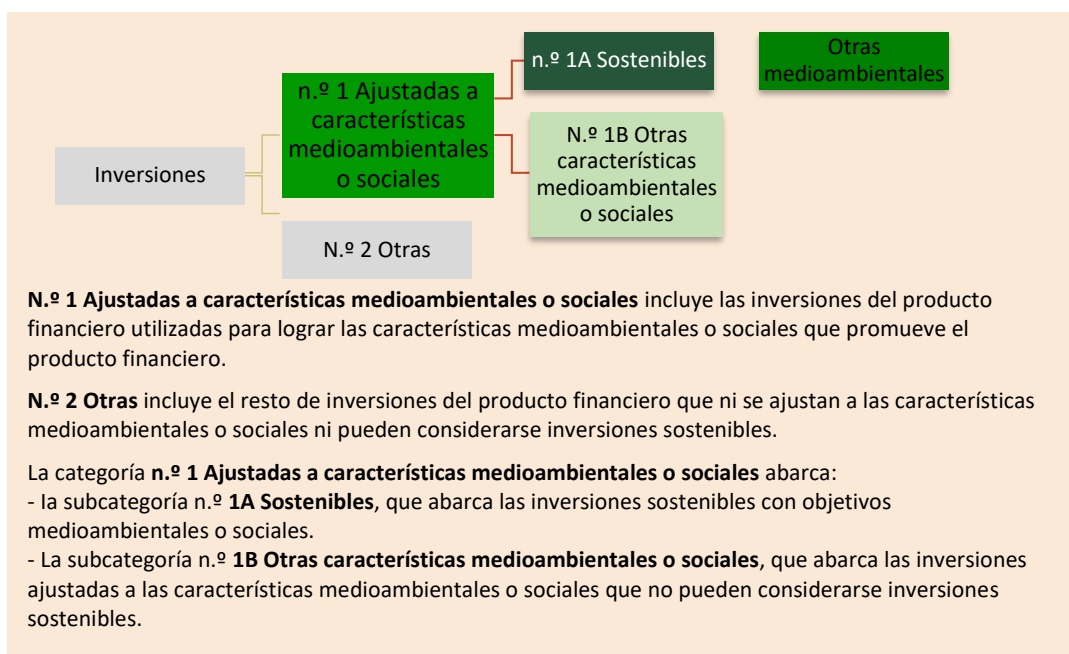 n.º 1A Sostenibles
Otras
medioambientales
n.º 1 Ajustadas a
características
medioambientales
o sociales
N.º 1B Otras
características
medioambientales
o sociales
Inversiones
N.º 2 Otras
N.º 1 Ajustadas a características medioambientales o sociales incluye las inversiones del producto
financiero utilizadas para lograr las características medioambientales o sociales que promueve el
producto financiero.
N.º 2 Otras incluye el resto de inversiones del producto financiero que ni se ajustan a las características
medioambientales o sociales ni pueden considerarse inversiones sostenibles.
La categoría n.º 1 Ajustadas a características medioambientales o sociales abarca:
- la subcategoría n.º 1A Sostenibles, que abarca las inversiones sostenibles con objetivos
medioambientales o sociales.
- La subcategoría n.º 1B Otras características medioambientales o sociales, que abarca las inversiones
ajustadas a las características medioambientales o sociales que no pueden considerarse inversiones
sostenibles.